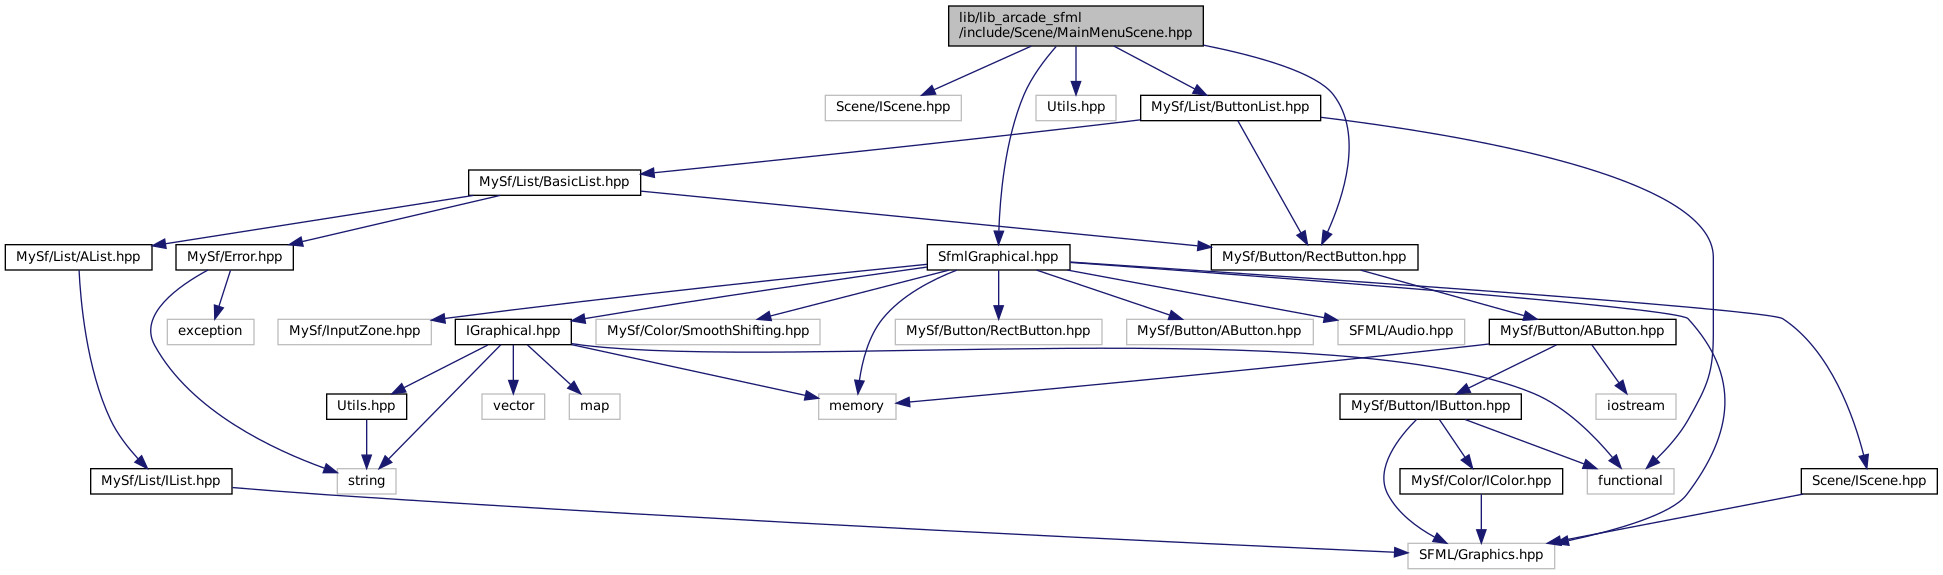 lib/lib_arcade_sfml
/include/Scene/MainMenuScene.hpp
Scene/IScene.hpp
Utils.hpp
MySf/List/ButtonList.hpp
MySf/List/BasicList.hpp
MySf/List/AList.hpp
MySf/Error.hpp
SfmlGraphical.hpp
MySf/Button/RectButton.hpp
exception
MySf/InputZone.hpp
IGraphical.hpp
MySf/Color/SmoothShifting.hpp
MySf/Button/RectButton.hpp
MySf/Button/AButton.hpp
SFML/Audio.hpp
MySf/Button/AButton.hpp
Utils.hpp
vector
map
memory
MySf/Button/IButton.hpp
iostream
MySf/List/IList.hpp
string
MySf/Color/IColor.hpp
functional
Scene/IScene.hpp
SFML/Graphics.hpp